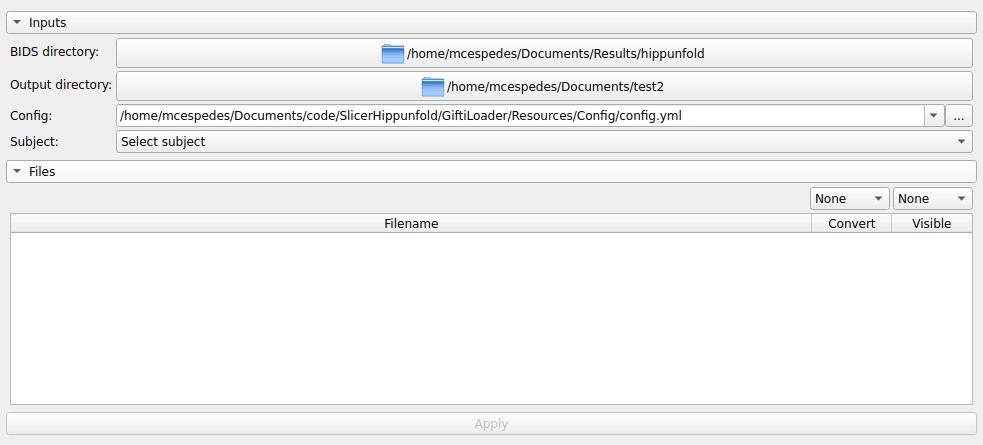 Inputs
BIDS directory: /home/mcespedes/Documents/Results/hippunfold
Output directory: /home/mcespedes/Documents/test2
Config: /home/mcespedes/Documents/code/SlicerHippunfold/GiftiLoader/Resources/Config/config.yml ...
Subject: Select subject
Files
None None
Filename Convert Visible
Apply